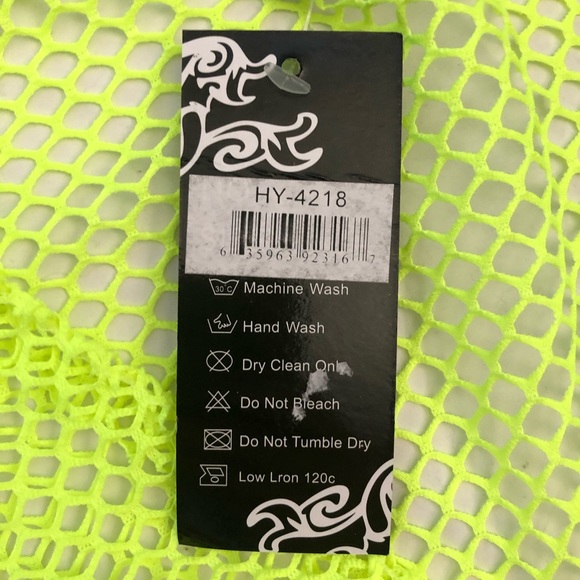 HY-4218
6 35963 92316 7
30°C Machine Wash
Hand Wash
Dry Clean Only
Do Not Bleach
Do Not Tumble Dry
Low Lron 120c